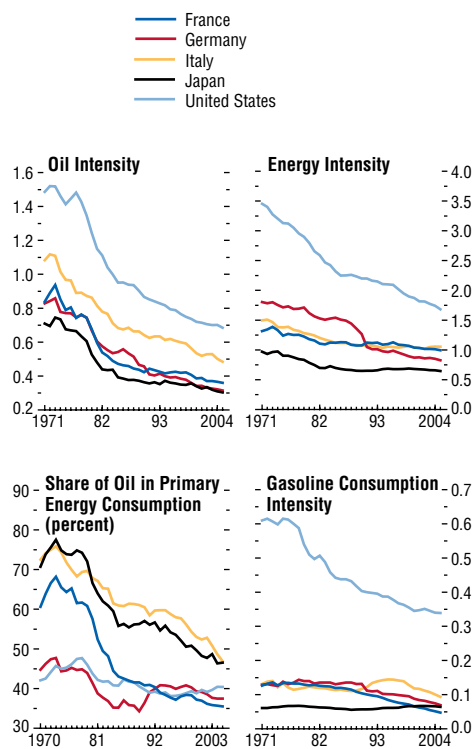 France
Germany
Italy
Japan
United States
Oil Intensity
1.6
1.4
1.2
1.0
0.8
0.6
0.4
0.2
1971 82 93 2004
Energy Intensity
4.0
3.5
3.0
2.5
2.0
1.5
1.0
0.5
0.0
1971 82 93 2004
Share of Oil in Primary
Energy Consumption
(percent)
90
80
70
60
50
40
30
1970 81 92 2003
Gasoline Consumption
Intensity
0.7
0.6
0.5
0.4
0.3
0.2
0.1
0.0
1971 82 93 2004